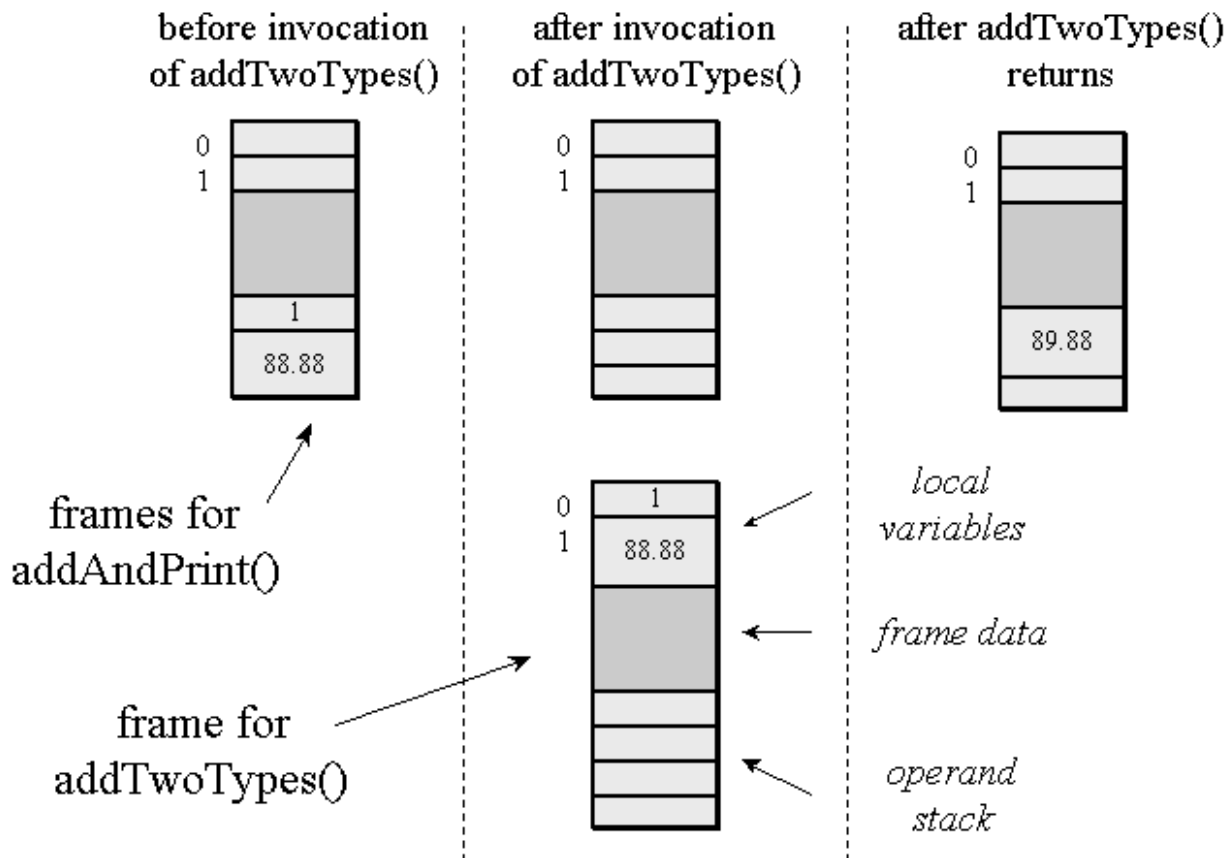 before invocation
of addTwoTypes()
after invocation
of addTwoTypes()
after addTwoTypes()
returns
0
1
1
88.88
0
1
0
1
89.88
frames for
addAndPrint()
0
1
1
88.88
local
variables
frame data
frame for
addTwoTypes()
operand
stack